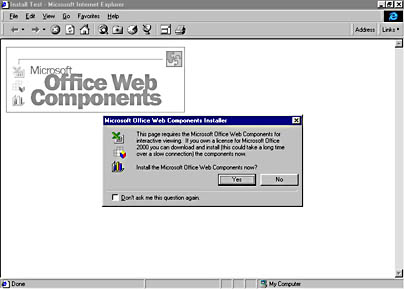 Install Test - Microsoft Internet Explorer
File Edit View Go Favorites Help
Address Links »
Microsoft
Office Web
Components
Microsoft Office Web Components Installer
This page requires the Microsoft Office Web Components for
interactive viewing. If you own a license for Microsoft Office
2000 you can download and install (this could take a long time
over a slow connection) the components now.
Install the Microsoft Office Web Components now?
Yes No
Don't ask me this question again.
Done My Computer